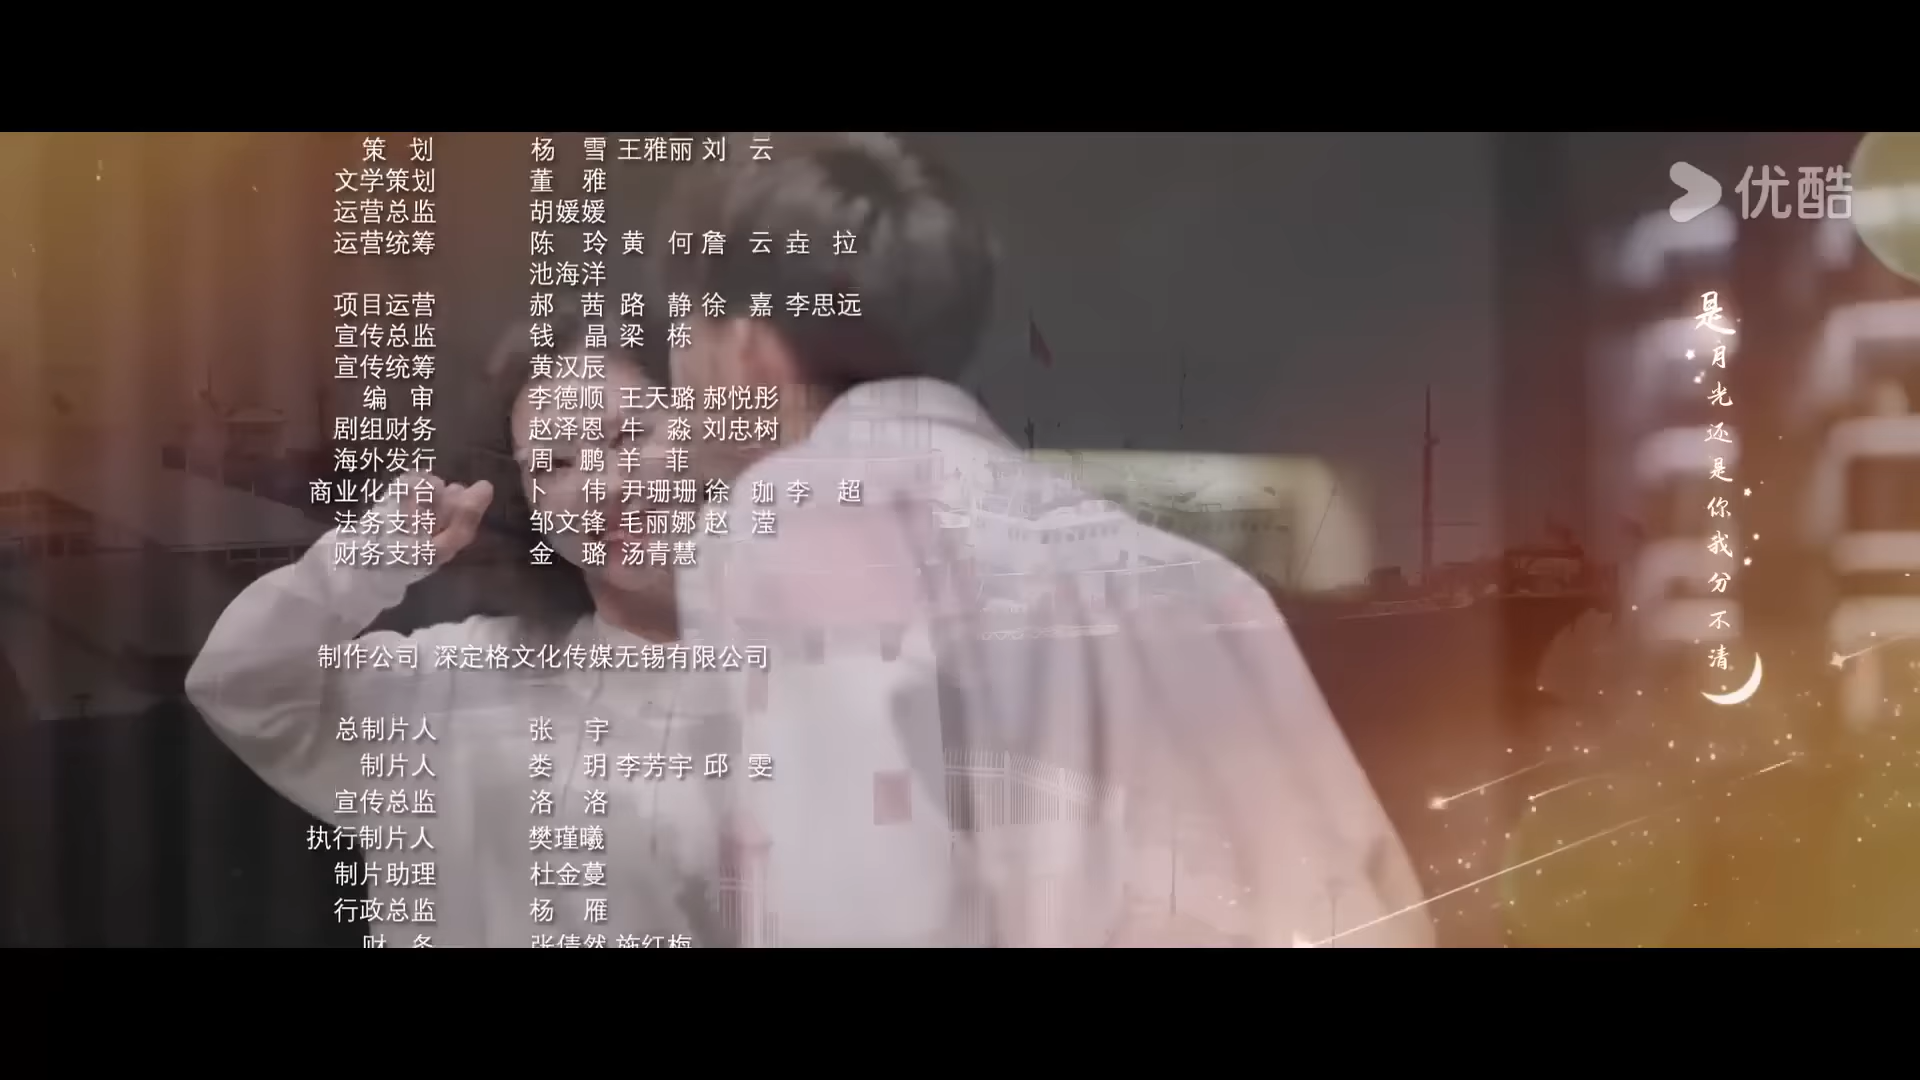 策 划 杨 雪 王雅丽 刘 云
文学策划 董 雅
运营总监 胡媛媛
运营统筹 陈 玲 黄 何 詹 云 垚 拉
池海洋
项目运营 郝 茜 路 静 徐 嘉 李思远
宣传总监 钱 晶 梁 栋
宣传统筹 黄汉辰
编 审 李德顺 王天璐 郝悦彤
剧组财务 赵泽恩 牛 淼 刘忠树
海外发行 周 鹏 羊 菲
商业化中台 卜 伟 尹珊珊 徐 珈 李 超
法务支持 邹文锋 毛丽娜 赵 滢
财务支持 金 璐 汤青慧
制作公司 深定格文化传媒无锡有限公司
总制片人 张 宇
制片人 娄 玥 李芳宇 邱 雯
宣传总监 洛 洛
执行制片人 樊瑾曦
制片助理 杜金蔓
行政总监 杨 雁
财 务 张倩然 施红梅
优酷
是月光还是你我分不清